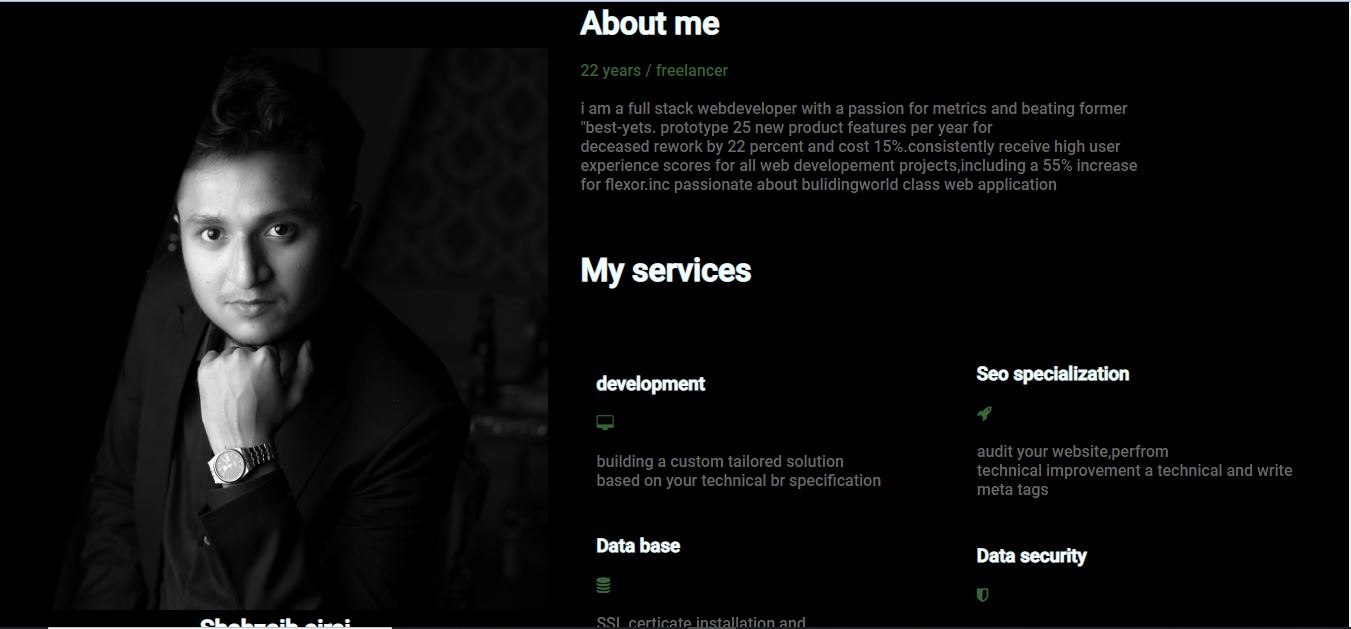 About me
22 years / freelancer
i am a full stack webdeveloper with a passion for metrics and beating former
"best-yets. prototype 25 new product features per year for
deceased rework by 22 percent and cost 15%.consistently receive high user
experience scores for all web developement projects,including a 55% increase
for flexor.inc passionate about bulidingworld class web application
My services
development
building a custom tailored solution
based on your technical br specification
Seo specialization
audit your website,perfrom
technical improvement a technical and write
meta tags
Data base
SSL certicate installation and
Data security